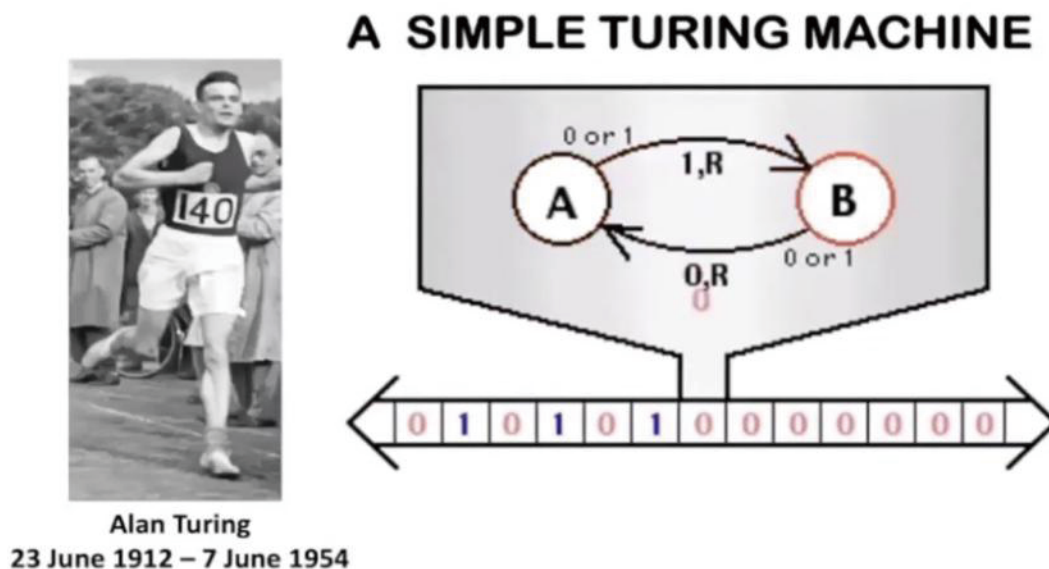 A SIMPLE TURING MACHINE
0 or 1
1,R
A
B
140
0 or 1
0,R
0
0 1 0 1 0 1 0 0 0 0 0 0 0
Alan Turing
23 June 1912 – 7 June 1954